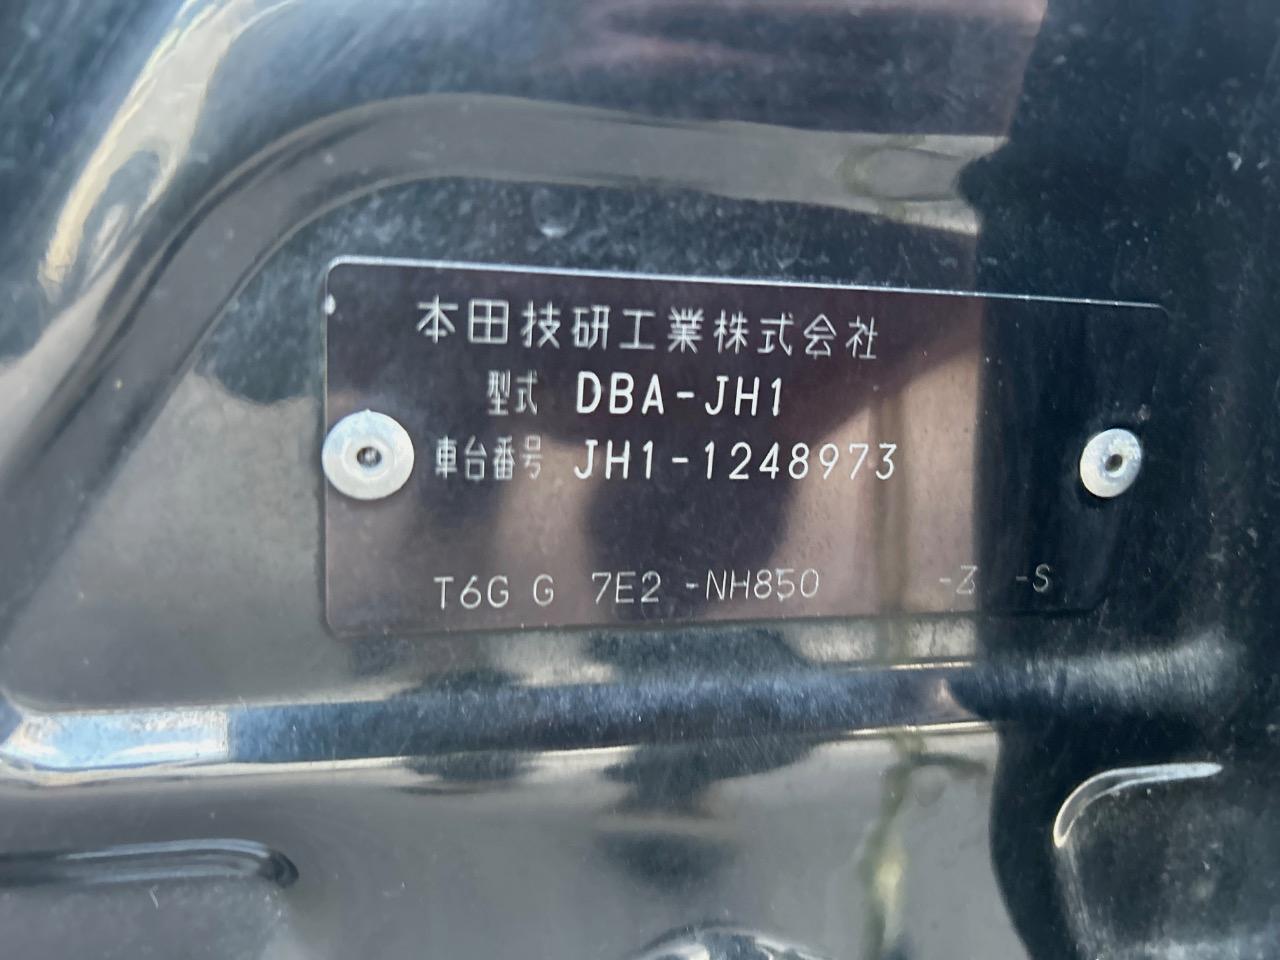 本田技研工業株式会社
型式 DBA-JH1
車台番号 JH1-1248973
T6G G 7E2 -NH850 -Z -S